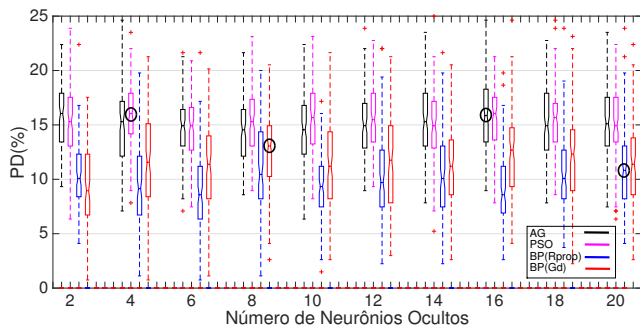 25
20
15
10
5
0
PD(%)
2 4 6 8 10 12 14 16 18 20
Número de Neurônios Ocultos
AG
PSO
BP(Rprop)
BP(Gd)